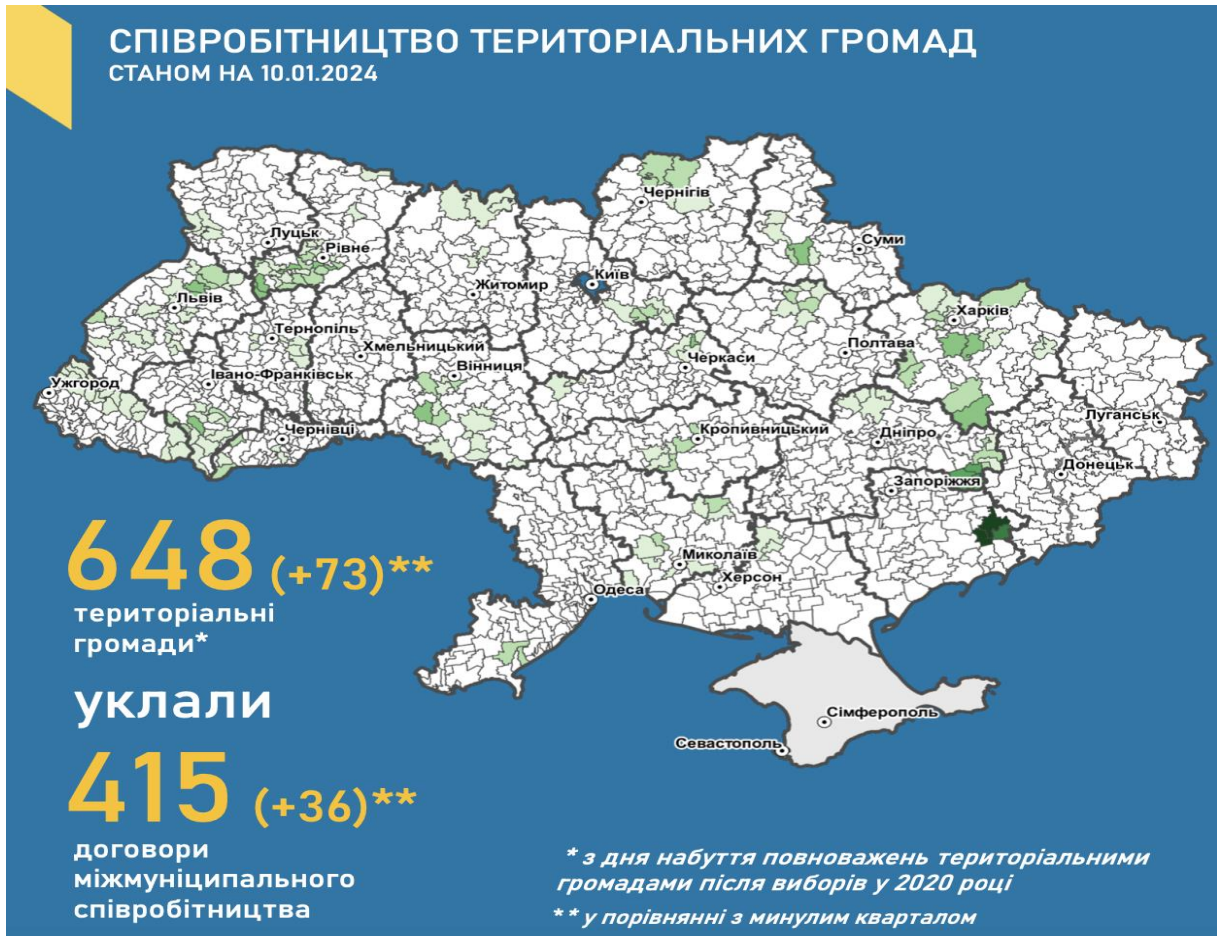 СПІВРОБІТНИЦТВО ТЕРИТОРІАЛЬНИХ ГРОМАД
СТАНОМ НА 10.01.2024
Чернігів
Луцьк
Рівне
Суми
Київ
Житомир
Львів
Харків
Тернопіль
Хмельницький
Полтава
Вінниця
Черкаси
Ужгород
Івано-Франківськ
Луганськ
Чернівці
Кропивницький
Дніпро
Донецьк
Запоріжжя
648 (+73)**
територіальні
громади*
Миколаїв
Херсон
Одеса
уклали
Сімферополь
Севастополь
415 (+36)**
договори
міжмуніципального
співробітництва
* з дня набуття повноважень територіальними
громадами після виборів у 2020 році
** у порівнянні з минулим кварталом